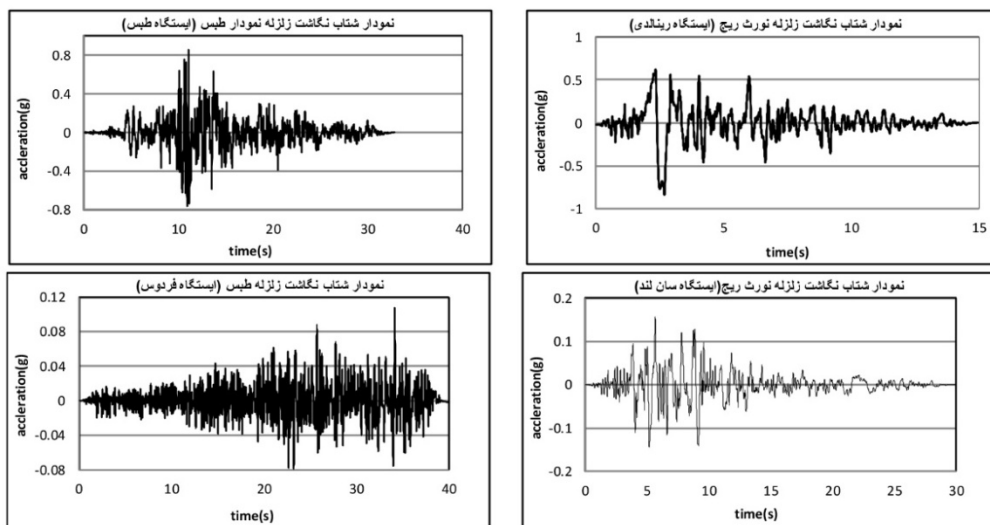 نمودار شتاب نگاشت زلزله نمودار طبس (ایستگاه طبس)
accleration(g)
0.8
0.4
0
-0.4
-0.8
0 10 20 30 40
time(s)
نمودار شتاب نگاشت زلزله نورث ریج (ایستگاه رینالدی)
accleration(g)
1
0.5
0
-0.5
-1
0 5 10 15
time(s)
نمودار شتاب نگاشت زلزله طبس (ایستگاه فردوس)
accleration(g)
0.12
0.08
0.04
0
-0.04
-0.08
0 10 20 30 40
time(s)
نمودار شتاب نگاشت زلزله نورث ریج(ایستگاه سان لند)
accleration(g)
0.2
0.1
0
-0.1
-0.2
0 5 10 15 20 25 30
time(s)